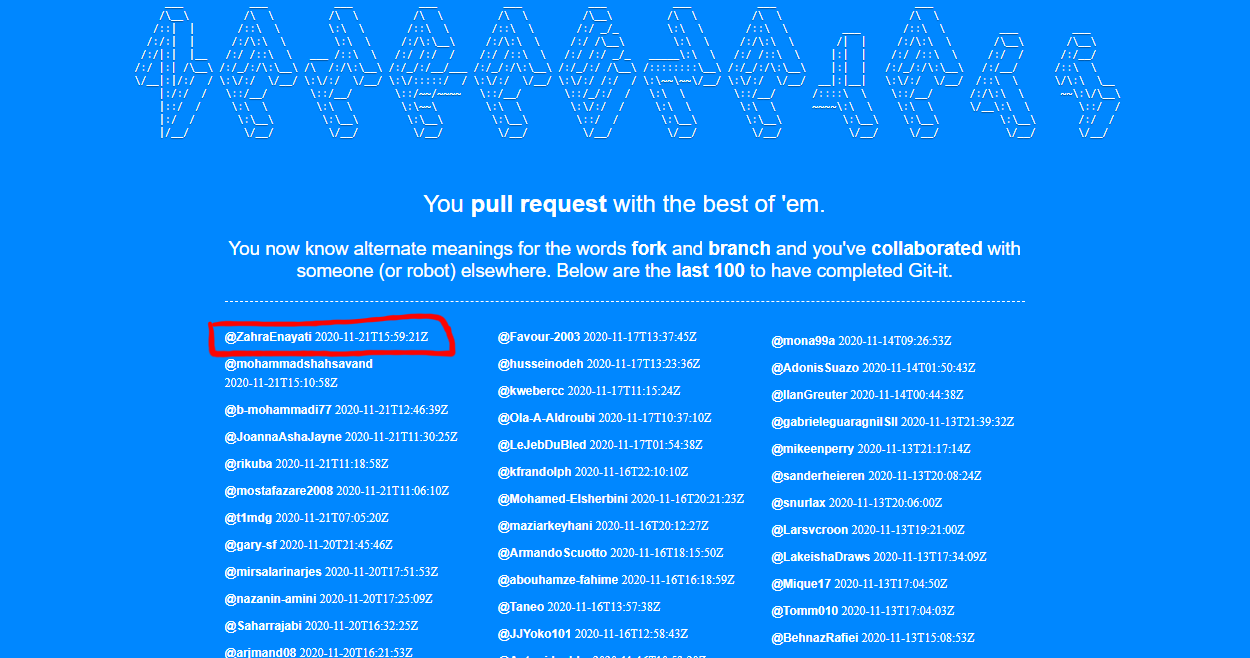 You pull request with the best of 'em.
You now know alternate meanings for the words fork and branch and you've collaborated with
someone (or robot) elsewhere. Below are the last 100 to have completed Git-it.
@ZahraEnayati 2020-11-21T15:59:21Z
@mohammadshahsavand
2020-11-21T15:10:58Z
@b-mohammadi77 2020-11-21T12:46:39Z
@JoannaAshaJayne 2020-11-21T11:30:25Z
@rikuba 2020-11-21T11:18:58Z
@mostafazare2008 2020-11-21T11:06:10Z
@t1mdg 2020-11-21T07:05:20Z
@gary-sf 2020-11-20T21:45:46Z
@mirsalarinarjes 2020-11-20T17:51:53Z
@nazanin-amini 2020-11-20T17:25:09Z
@Saharrajabi 2020-11-20T16:32:25Z
@arjmand08 2020-11-20T16:21:53Z
@Favour-2003 2020-11-17T13:37:45Z
@husseinodeh 2020-11-17T13:23:36Z
@kwebercc 2020-11-17T11:15:24Z
@Ola-A-Aldroubi 2020-11-17T10:37:10Z
@LeJebDuBled 2020-11-17T01:54:38Z
@kfrandolph 2020-11-16T22:10:10Z
@Mohamed-Elsherbini 2020-11-16T20:21:23Z
@maziarkeyhani 2020-11-16T20:12:27Z
@ArmandoScuotto 2020-11-16T18:15:50Z
@abouhamze-fahime 2020-11-16T16:18:59Z
@Taneo 2020-11-16T13:57:38Z
@JJYoko101 2020-11-16T12:58:43Z
@mona99a 2020-11-14T09:26:53Z
@AdonisSuazo 2020-11-14T01:50:43Z
@IlanGreuter 2020-11-14T00:44:38Z
@gabrieleguaragnilSII 2020-11-13T21:39:32Z
@mikeenperry 2020-11-13T21:17:14Z
@sanderheieren 2020-11-13T20:08:24Z
@snurlax 2020-11-13T20:06:00Z
@Larsvcroon 2020-11-13T19:21:00Z
@LakeishaDraws 2020-11-13T17:34:09Z
@Mique17 2020-11-13T17:04:50Z
@Tomm010 2020-11-13T17:04:03Z
@BehnazRafiei 2020-11-13T15:08:53Z